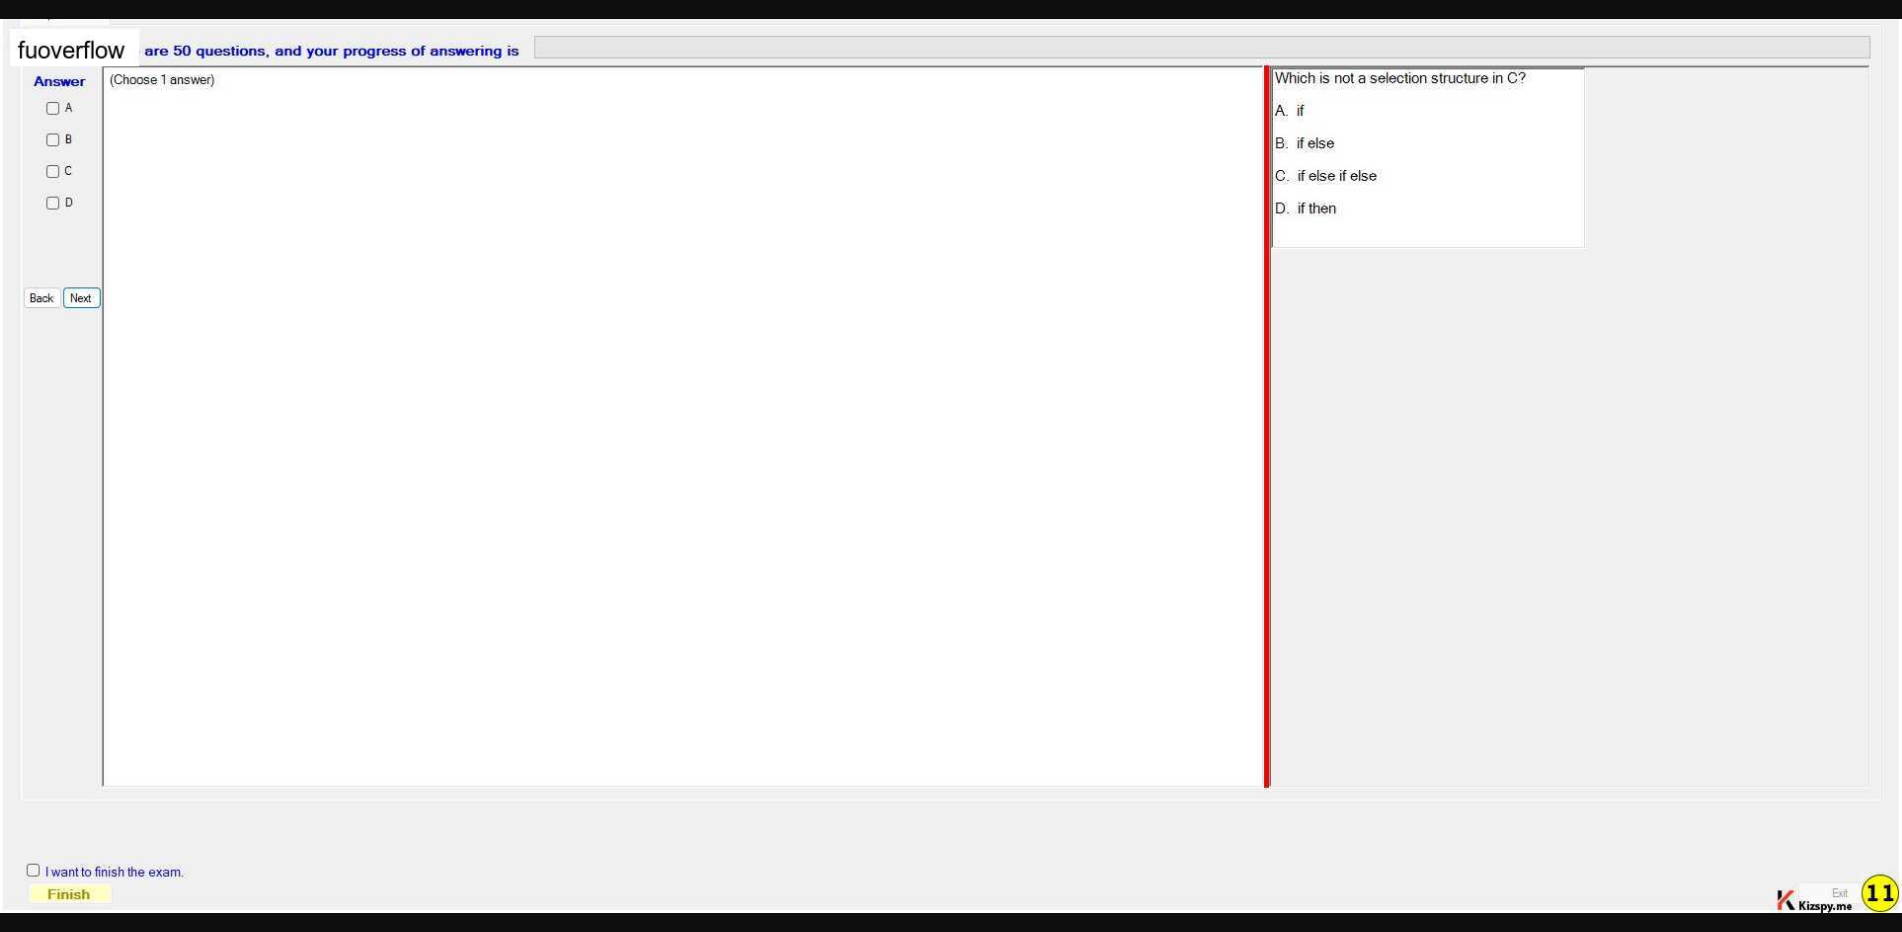 fuoverflow are 50 questions, and your progress of answering is
Answer
(Choose 1 answer)
A
B
C
D
Back Next
Which is not a selection structure in C?
A. if
B. if else
C. if else if else
D. if then
I want to finish the exam.
Finish
Exit
Kizspy.me
11